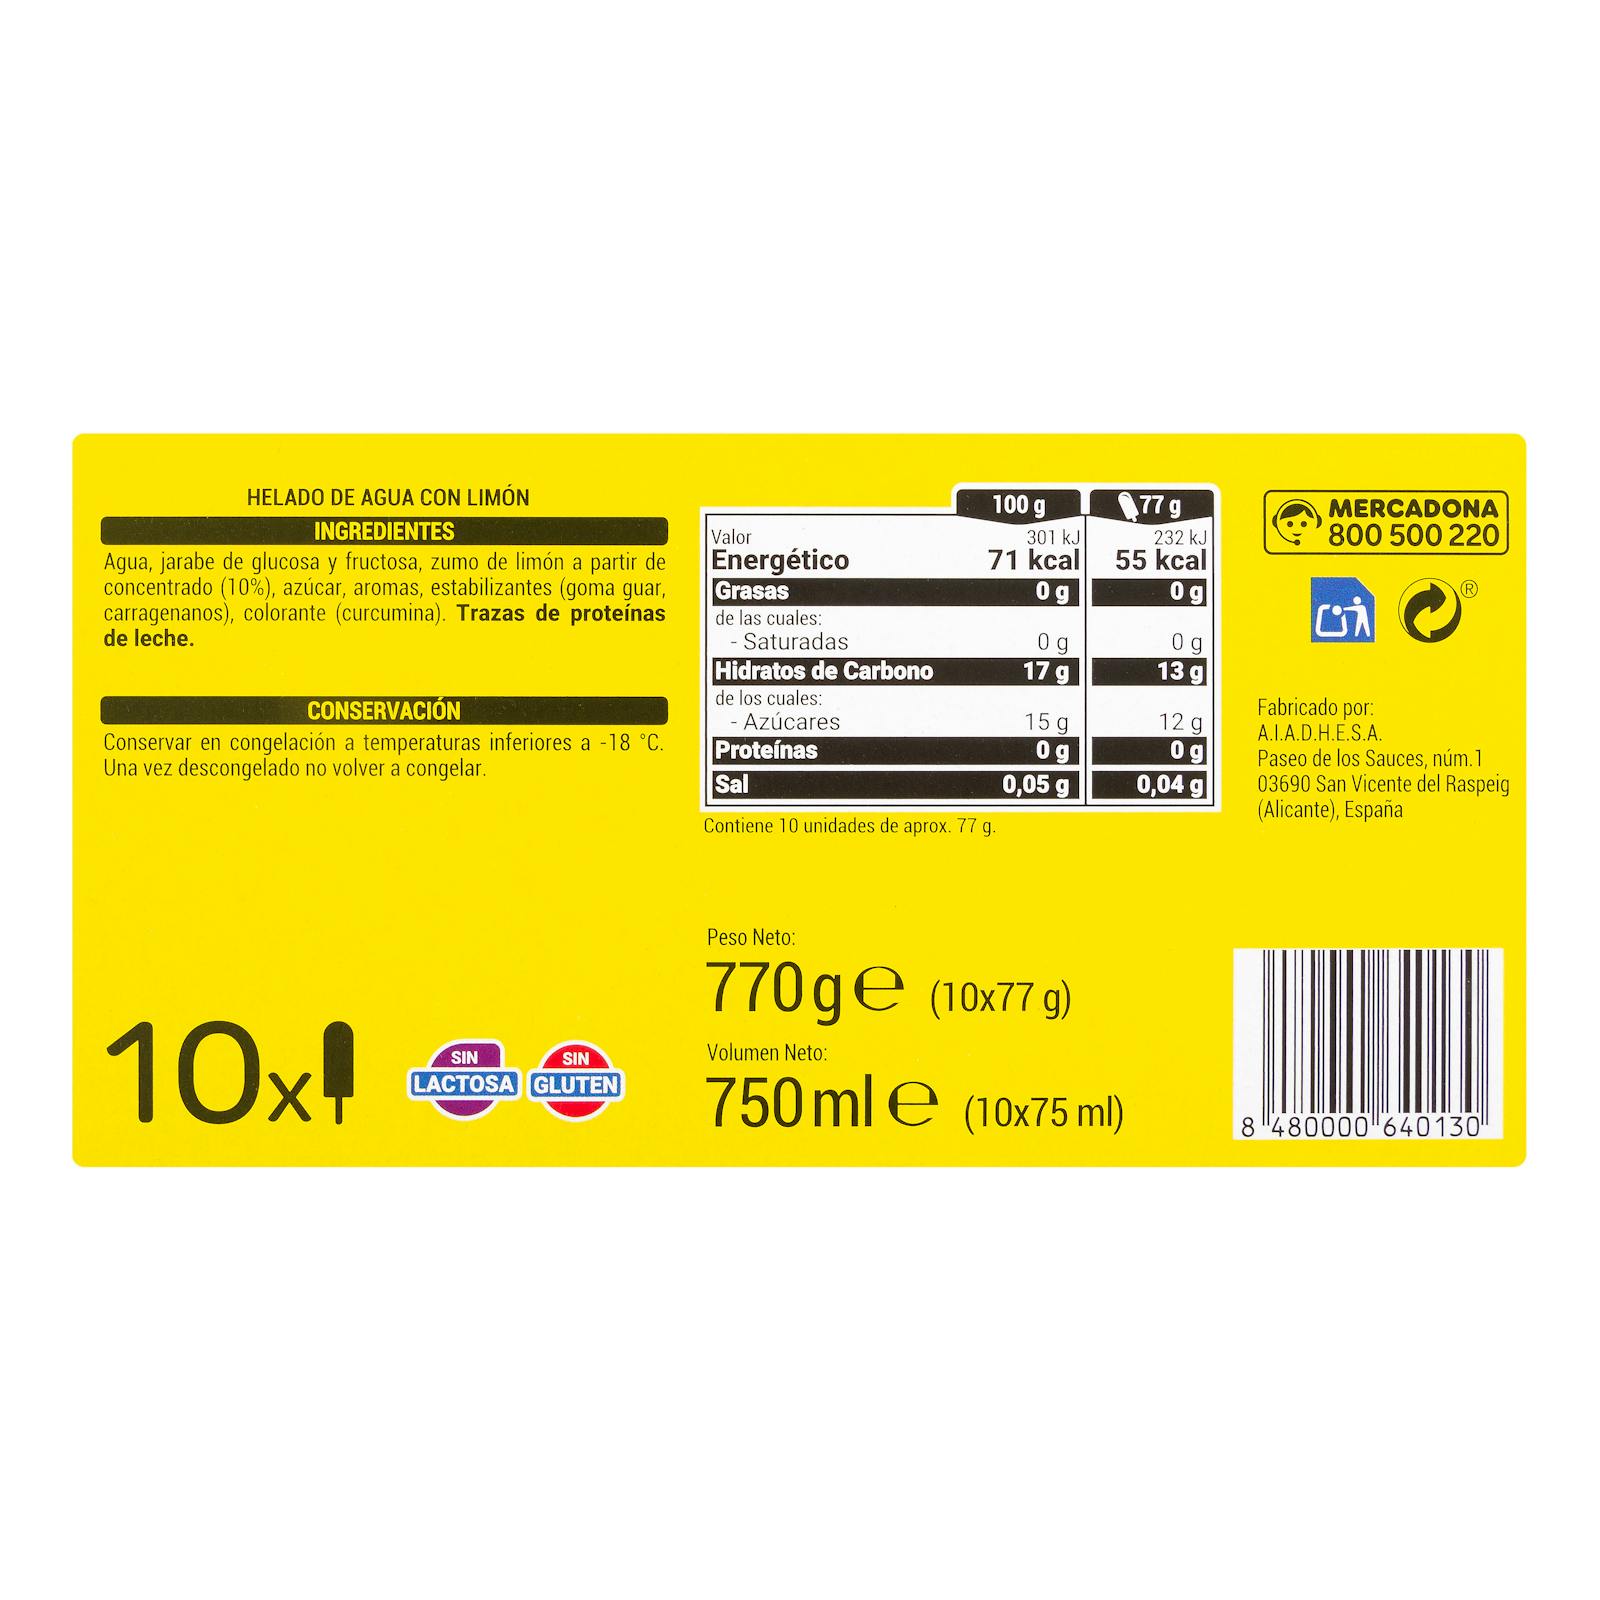 HELADO DE AGUA CON LIMÓN
INGREDIENTES
Agua, jarabe de glucosa y fructosa, zumo de limón a partir de
concentrado (10%), azúcar, aromas, estabilizantes (goma guar,
carragenanos), colorante (curcumina). Trazas de proteínas
de leche.
CONSERVACIÓN
Conservar en congelación a temperaturas inferiores a -18 °C.
Una vez descongelado no volver a congelar.
10x
SIN
LACTOSA
SIN
GLUTEN
100 g 77 g
Valor 301 kJ 232 kJ
Energético 71 kcal 55 kcal
Grasas 0 g 0 g
de las cuales:
- Saturadas 0 g 0 g
Hidratos de Carbono 17 g 13 g
de los cuales:
- Azúcares 15 g 12 g
Proteínas 0 g 0 g
Sal 0,05 g 0,04 g
Contiene 10 unidades de aprox. 77 g.
Peso Neto:
770 g ℮ (10x77 g)
Volumen Neto:
750 ml ℮ (10x75 ml)
MERCADONA
800 500 220
®
Fabricado por:
A.I.A.D.H.E.S.A.
Paseo de los Sauces, núm.1
03690 San Vicente del Raspeig
(Alicante), España
8 480000 640130